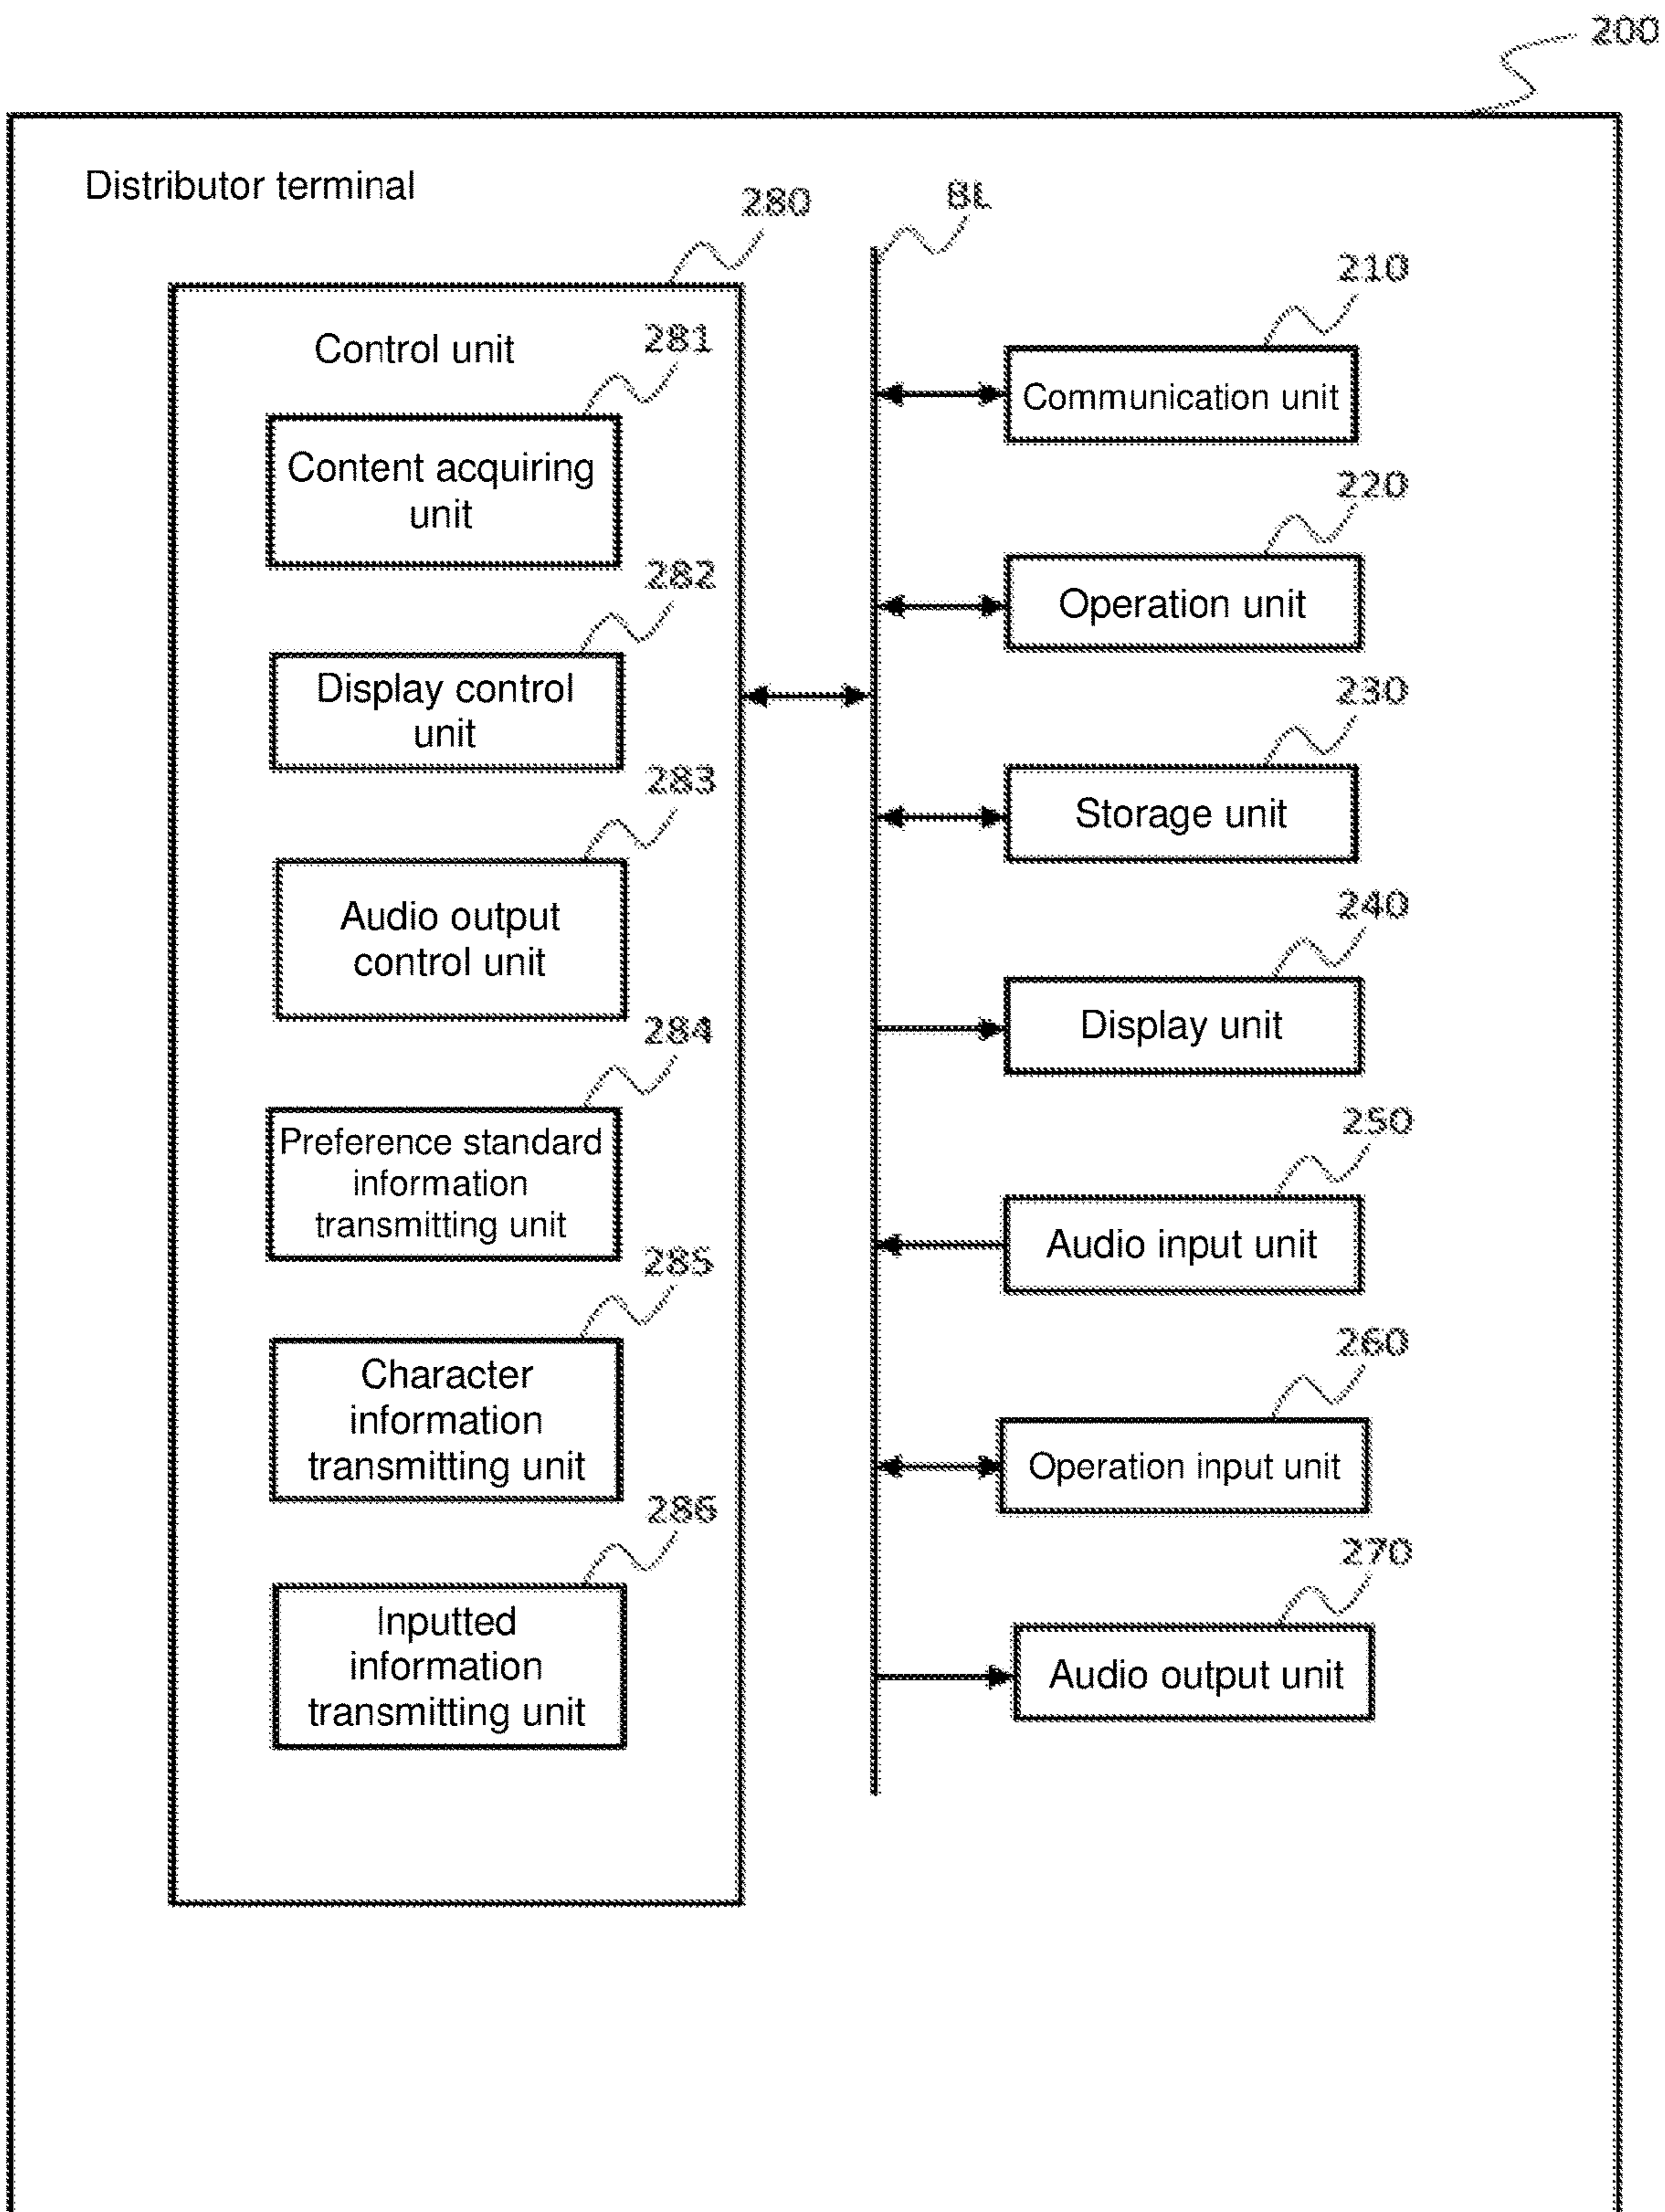 200
Distributor terminal
280
BL
Control unit
281
Content acquiring
unit
282
Display control
unit
283
Audio output
control unit
284
Preference standard
information
transmitting unit
285
Character
information
transmitting unit
286
Inputted
information
transmitting unit
210
Communication unit
220
Operation unit
230
Storage unit
240
Display unit
250
Audio input unit
260
Operation input unit
270
Audio output unit